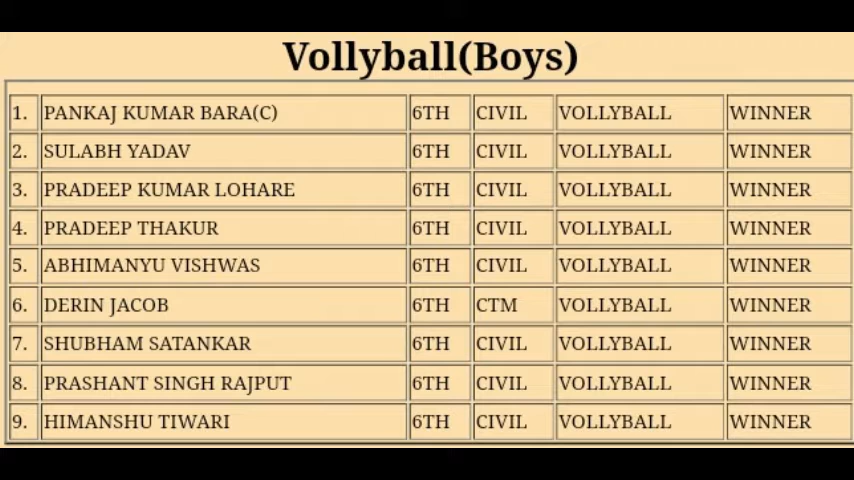 Vollyball(Boys)
1. PANKAJ KUMAR BARA(C) 6TH CIVIL VOLLYBALL WINNER
2. SULABH YADAV 6TH CIVIL VOLLYBALL WINNER
3. PRADEEP KUMAR LOHARE 6TH CIVIL VOLLYBALL WINNER
4. PRADEEP THAKUR 6TH CIVIL VOLLYBALL WINNER
5. ABHIMANYU VISHWAS 6TH CIVIL VOLLYBALL WINNER
6. DERIN JACOB 6TH CTM VOLLYBALL WINNER
7. SHUBHAM SATANKAR 6TH CIVIL VOLLYBALL WINNER
8. PRASHANT SINGH RAJPUT 6TH CIVIL VOLLYBALL WINNER
9. HIMANSHU TIWARI 6TH CIVIL VOLLYBALL WINNER